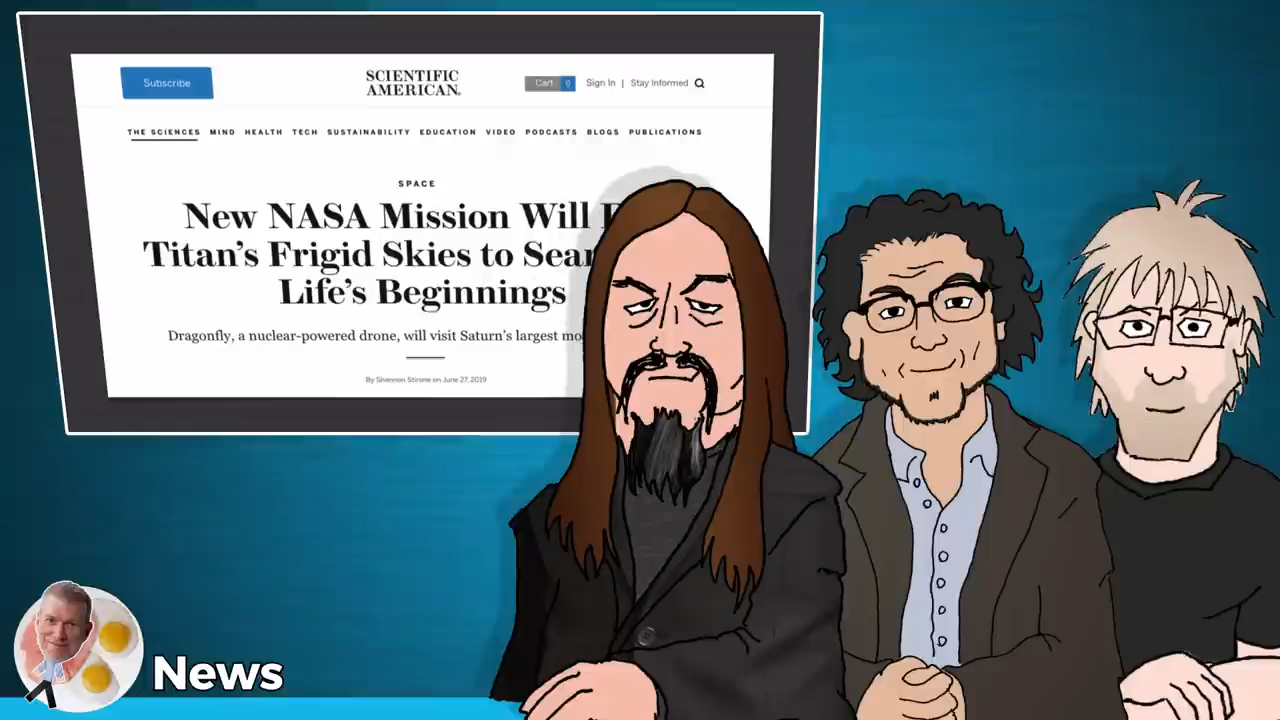 Subscribe
SCIENTIFIC
AMERICAN.
Cart 0 Sign In | Stay Informed
THE SCIENCES MIND HEALTH TECH SUSTAINABILITY EDUCATION VIDEO PODCASTS BLOGS PUBLICATIONS
SPACE
New NASA Mission Will
Titan's Frigid Skies to
Life's Beginnings
Dragonfly, a nuclear-powered drone, will visit Saturn's largest
By Shannon Stirone on June 27, 2019
News